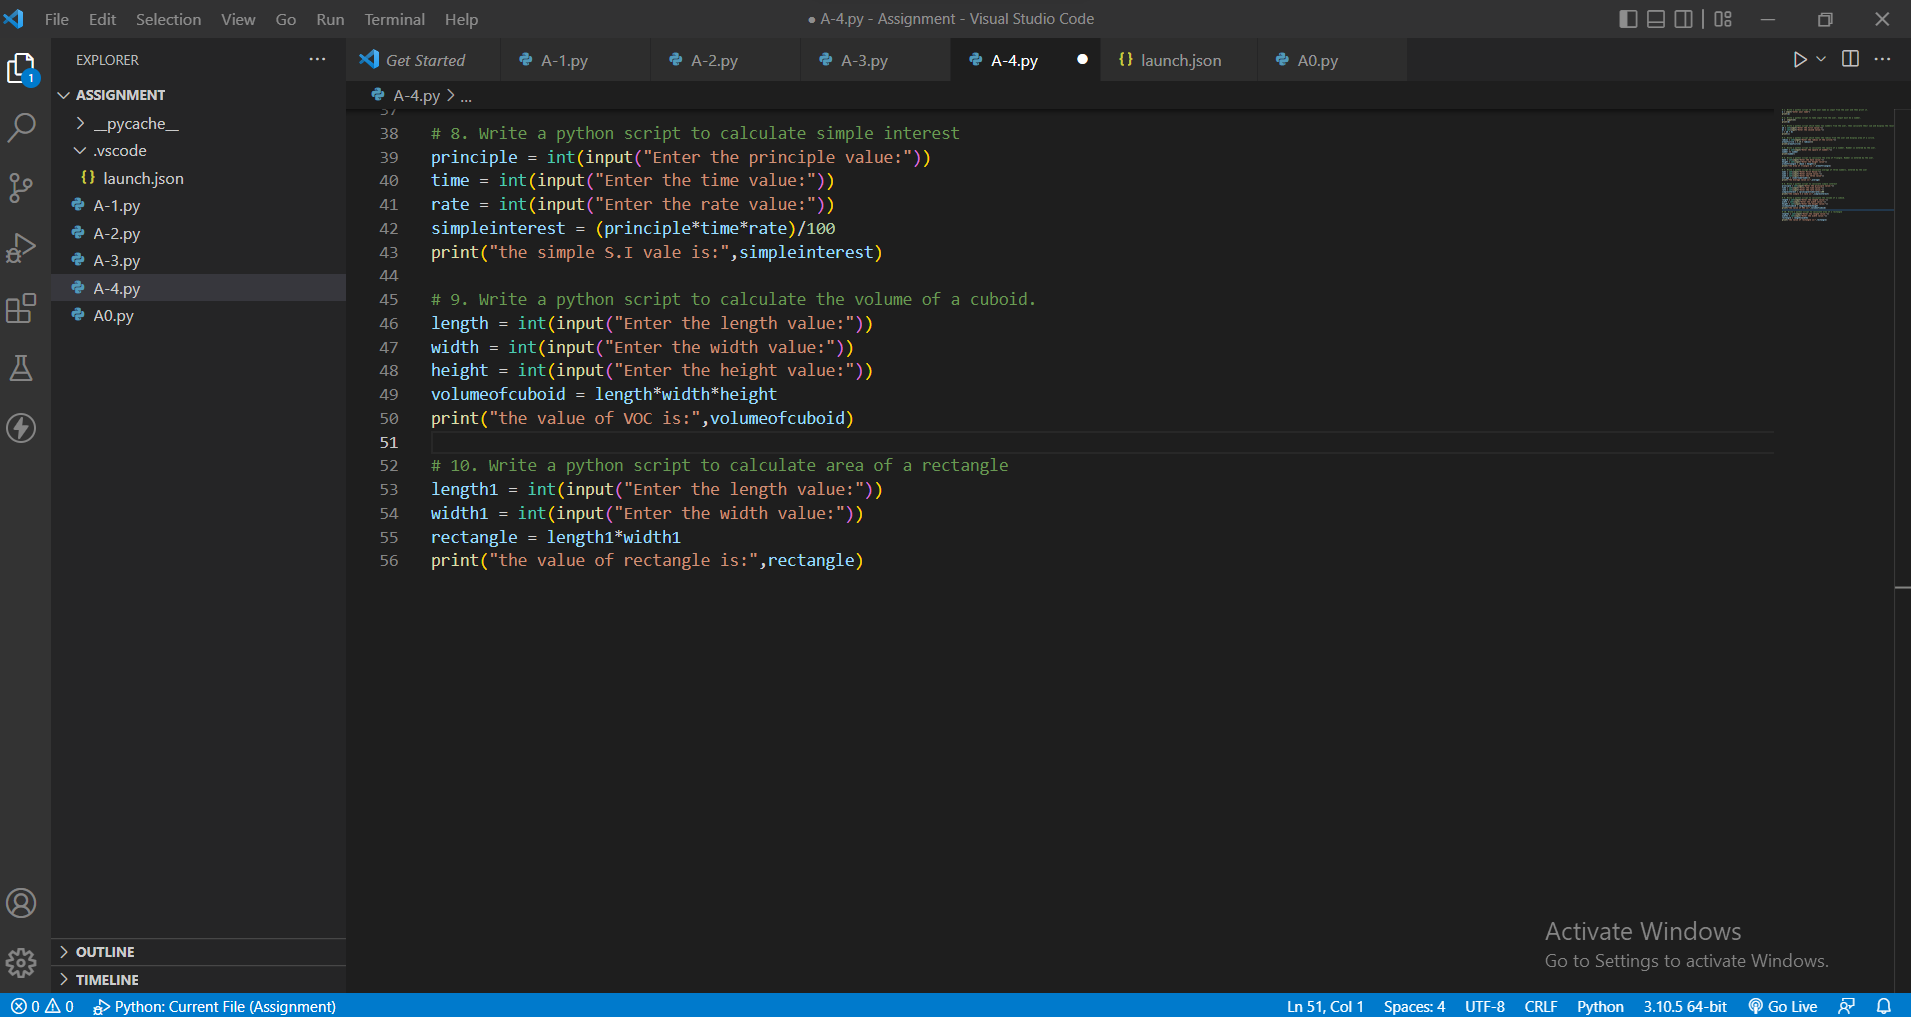 File Edit Selection View Go Run Terminal Help
● A-4.py - Assignment - Visual Studio Code
EXPLORER
Get Started
A-1.py
A-2.py
A-3.py
A-4.py
{} launch.json
A0.py
1
A-4.py > ...
ASSIGNMENT
__pycache__
.vscode
{} launch.json
A-1.py
A-2.py
A-3.py
A-4.py
A0.py
37
38 # 8. Write a python script to calculate simple interest
39 principle = int(input("Enter the principle value:"))
40 time = int(input("Enter the time value:"))
41 rate = int(input("Enter the rate value:"))
42 simpleinterest = (principle*time*rate)/100
43 print("the simple S.I vale is:",simpleinterest)
44
45 # 9. Write a python script to calculate the volume of a cuboid.
46 length = int(input("Enter the length value:"))
47 width = int(input("Enter the width value:"))
48 height = int(input("Enter the height value:"))
49 volumeofcuboid = length*width*height
50 print("the value of VOC is:",volumeofcuboid)
51
52 # 10. Write a python script to calculate area of a rectangle
53 length1 = int(input("Enter the length value:"))
54 width1 = int(input("Enter the width value:"))
55 rectangle = length1*width1
56 print("the value of rectangle is:",rectangle)
Activate Windows
Go to Settings to activate Windows.
OUTLINE
TIMELINE
0 0 Python: Current File (Assignment)
Ln 51, Col 1 Spaces: 4 UTF-8 CRLF Python 3.10.5 64-bit Go Live